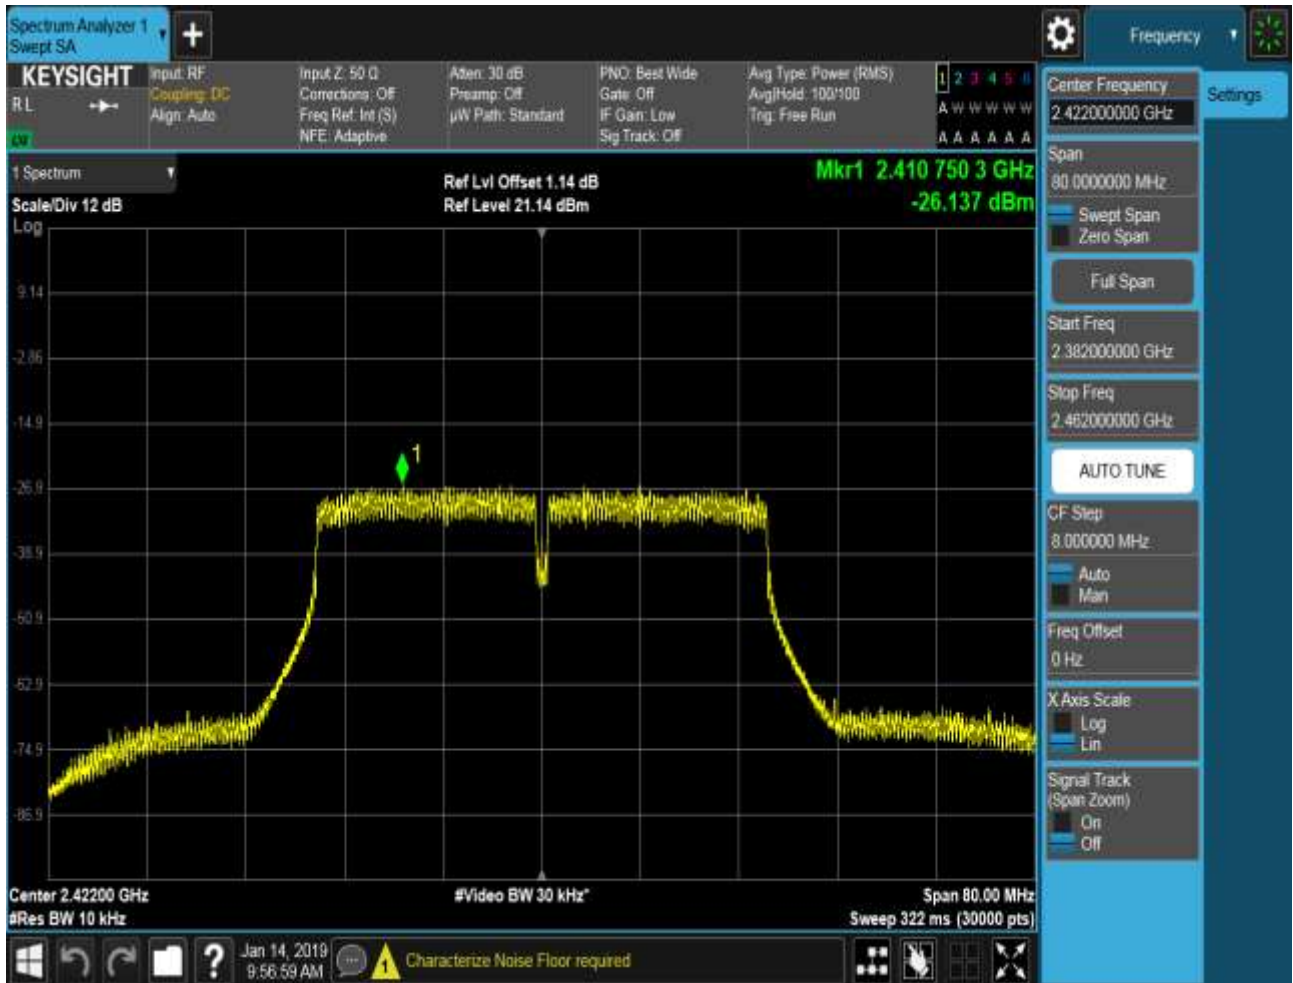 Spectrum Analyzer 1
Swept SA
+
Frequency
KEYSIGHT
RL
LXI
Input: RF
Coupling: DC
Align: Auto
Input Z: 50 Ω
Corrections: Off
Freq Ref: Int (S)
NFE: Adaptive
Atten: 30 dB
Preamp: Off
µW Path: Standard
PNO: Best Wide
Gate: Off
IF Gain: Low
Sig Track: Off
Avg Type: Power (RMS)
Avg|Hold: 100/100
Trig: Free Run
1 2 3 4 5 6
A W W W W W
A A A A A A
1 Spectrum
Scale/Div 12 dB
Ref Lvl Offset 1.14 dB
Ref Level 21.14 dBm
Mkr1 2.410 750 3 GHz
-26.137 dBm
Log
9.14
-2.86
-14.9
-26.9
-38.9
-50.9
-62.9
-74.9
-86.9
1
Center 2.42200 GHz
#Res BW 10 kHz
#Video BW 30 kHz*
Span 80.00 MHz
Sweep 322 ms (30000 pts)
?
Jan 14, 2019
9:56:59 AM
1
Characterize Noise Floor required
Center Frequency
2.422000000 GHz
Settings
Span
80.0000000 MHz
Swept Span
Zero Span
Full Span
Start Freq
2.382000000 GHz
Stop Freq
2.462000000 GHz
AUTO TUNE
CF Step
8.000000 MHz
Auto
Man
Freq Offset
0 Hz
X Axis Scale
Log
Lin
Signal Track
(Span Zoom)
On
Off